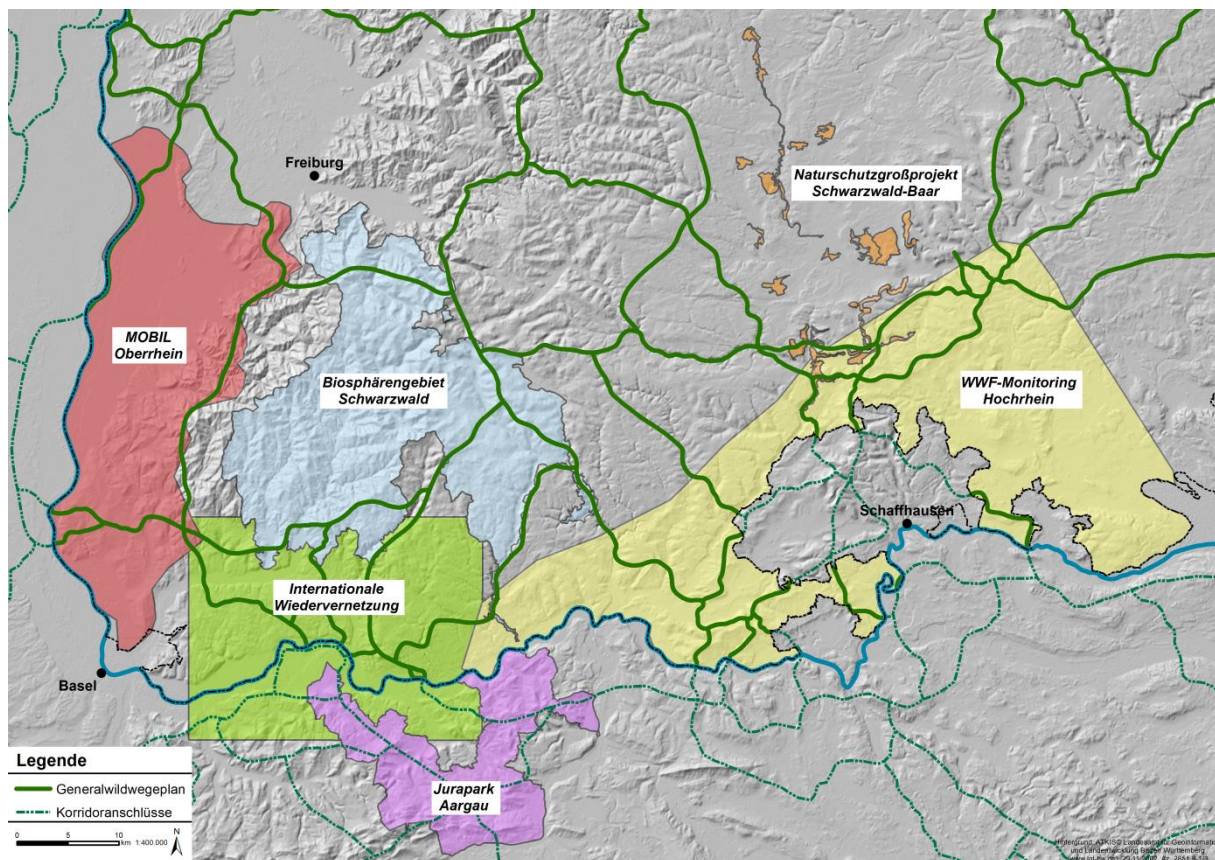 Freiburg
Naturschutzgroßprojekt
Schwarzwald-Baar
MOBIL
Oberrhein
Biosphärengebiet
Schwarzwald
WWF-Monitoring
Hochrhein
Schaffhausen
Internationale
Wiedervernetzung
Basel
Jurapark
Aargau
Legende
Generalwildwegeplan
Korridoranschlüsse
0 5 10
km 1:400.000
N